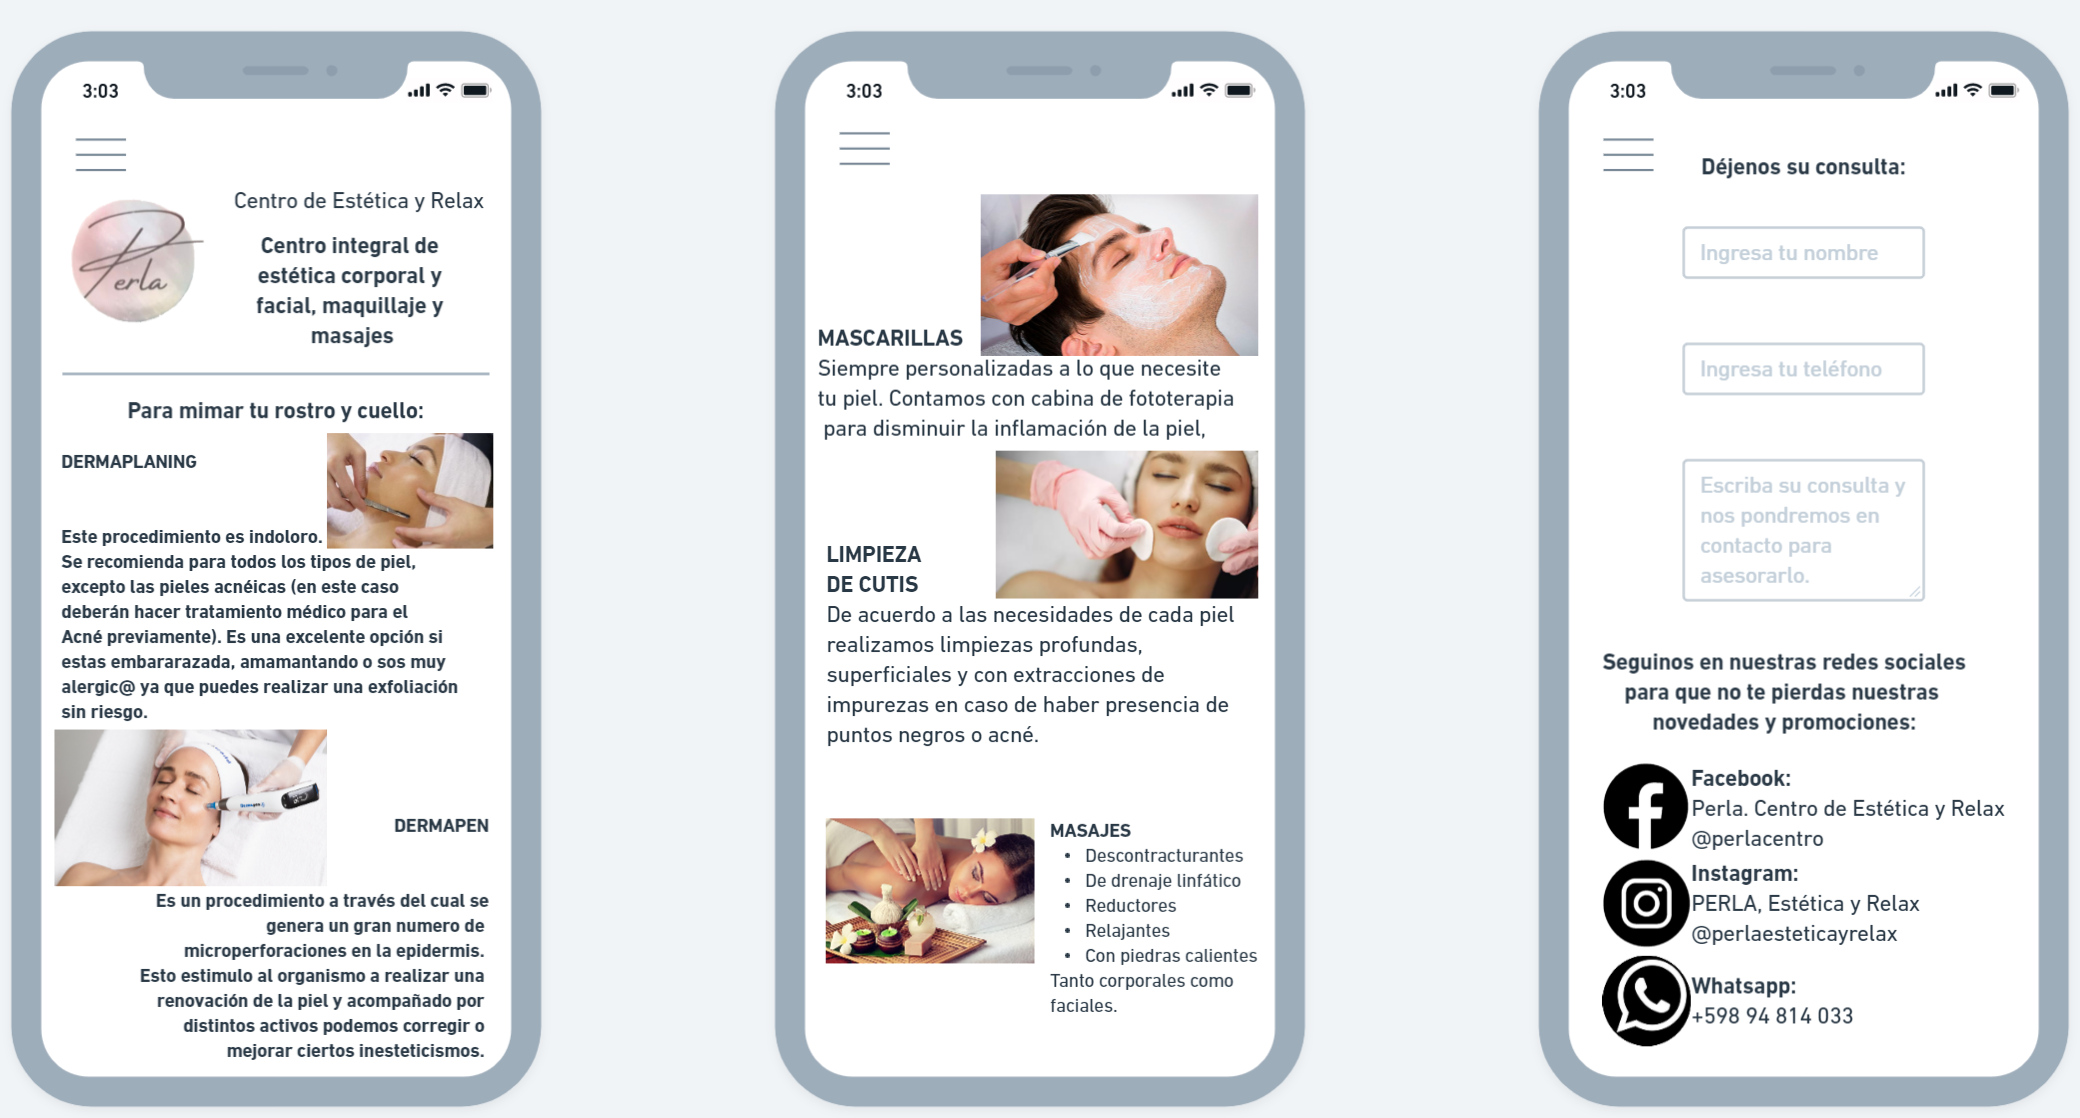 3:03
Perla
Centro de Estética y Relax
Centro integral de
estética corporal y
facial, maquillaje y
masajes
Para mimar tu rostro y cuello:
DERMAPLANING
Este procedimiento es indoloro.
Se recomienda para todos los tipos de piel,
excepto las pieles acnéicas (en este caso
deberán hacer tratamiento médico para el
Acné previamente). Es una excelente opción si
estas embararazada, amamantando o sos muy
alergic@ ya que puedes realizar una exfoliación
sin riesgo.
DERMAPEN
Es un procedimiento a través del cual se
genera un gran numero de
microperforaciones en la epidermis.
Esto estimulo al organismo a realizar una
renovación de la piel y acompañado por
distintos activos podemos corregir o
mejorar ciertos inesteticismos.
3:03
MASCARILLAS
Siempre personalizadas a lo que necesite
tu piel. Contamos con cabina de fototerapia
para disminuir la inflamación de la piel,
LIMPIEZA
DE CUTIS
De acuerdo a las necesidades de cada piel
realizamos limpiezas profundas,
superficiales y con extracciones de
impurezas en caso de haber presencia de
puntos negros o acné.
MASAJES
• Descontracturantes
• De drenaje linfático
• Reductores
• Relajantes
• Con piedras calientes
Tanto corporales como
faciales.
3:03
Déjenos su consulta:
Ingresa tu nombre
Ingresa tu teléfono
Escriba su consulta y
nos pondremos en
contacto para
asesorarlo.
Seguinos en nuestras redes sociales
para que no te pierdas nuestras
novedades y promociones:
Facebook:
Perla. Centro de Estética y Relax
@perlacentro
Instagram:
PERLA, Estética y Relax
@perlaesteticayrelax
Whatsapp:
+598 94 814 033